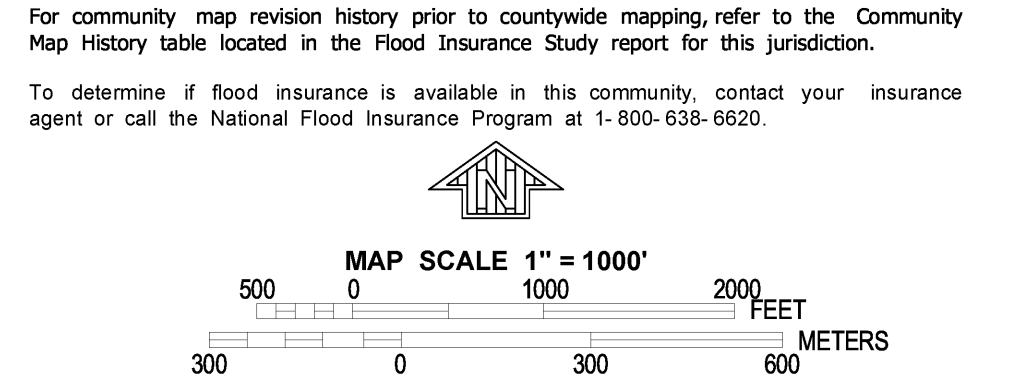 For community map revision history prior to countywide mapping, refer to the Community
Map History table located in the Flood Insurance Study report for this jurisdiction.
To determine if flood insurance is available in this community, contact your insurance
agent or call the National Flood Insurance Program at 1- 800- 638- 6620.
N
MAP SCALE 1" = 1000'
500 0 1000 2000
FEET
METERS
300 0 300 600